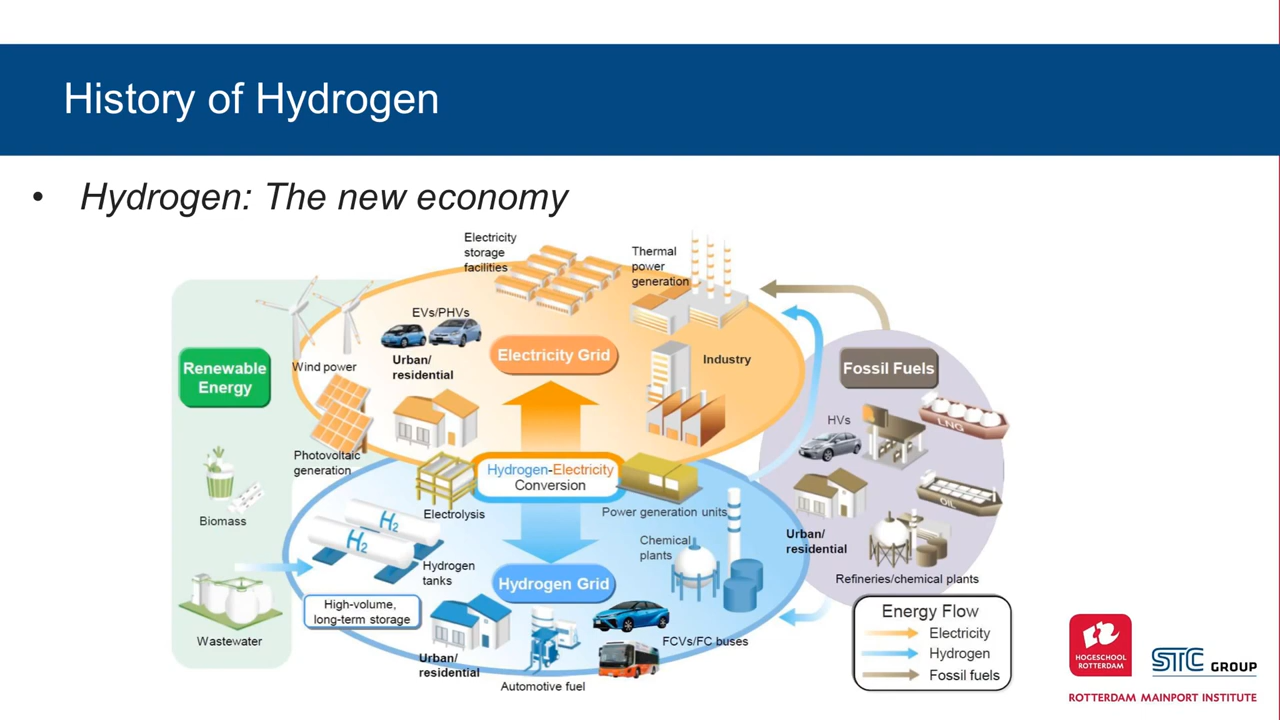 History of Hydrogen
• Hydrogen: The new economy
Electricity
storage
facilities
Thermal
power
generation
EVs/PHVs
Urban/
residential
Electricity Grid
Industry
Renewable
Energy
Wind power
Photovoltaic
generation
Biomass
Wastewater
Hydrogen-Electricity
Conversion
Electrolysis
Power generation units
H2
H2
Hydrogen
tanks
High-volume,
long-term storage
Hydrogen Grid
Chemical
plants
Urban/
residential
Automotive fuel
FCVs/FC buses
Fossil Fuels
HVs
LNG
OIL
Urban/
residential
Refineries/chemical plants
Energy Flow
Electricity
Hydrogen
Fossil fuels
HOGESCHOOL
ROTTERDAM
STC GROUP
ROTTERDAM MAINPORT INSTITUTE